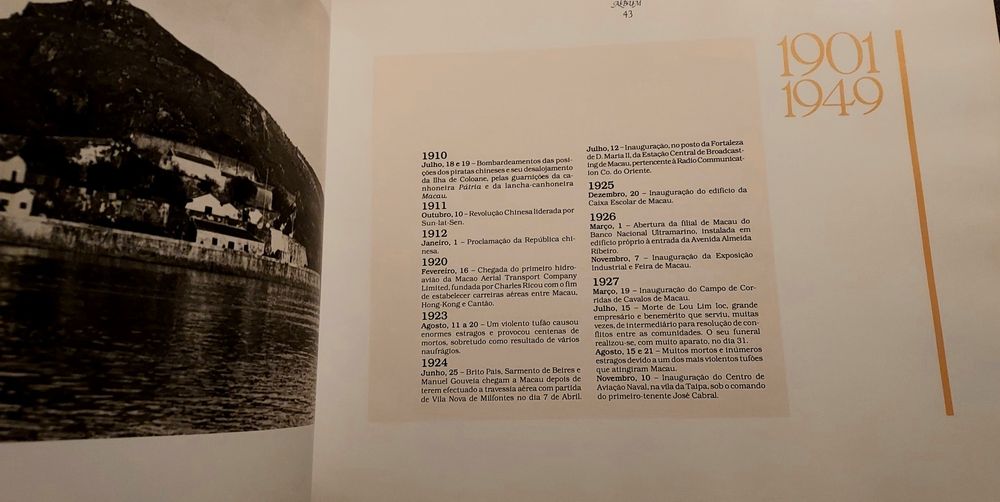 ÁLBUM
43
1901
1949
1910
Julho, 18 e 19 – Bombardeamentos das posi-
ções dos piratas chineses e seu desalojamento
da Ilha de Coloane, pelas guarnições da ca-
nhoneira Pátria e da lancha-canhoneira
Macau.
1911
Outubro, 10 – Revolução Chinesa liderada por
Sun-Iat-Sen.
1912
Janeiro, 1 – Proclamação da República chi-
nesa.
1920
Fevereiro, 16 – Chegada do primeiro hidro-
avião da Macao Aerial Transport Company
Limited, fundada por Charles Ricou com o fim
de estabelecer carreiras aéreas entre Macau,
Hong-Kong e Cantão.
1923
Agosto, 11 a 20 – Um violento tufão causou
enormes estragos e provocou centenas de
mortos, sobretudo como resultado de vários
naufrágios.
1924
Junho, 25 – Brito Pais, Sarmento de Beires e
Manuel Gouveia chegam a Macau depois de
terem efectuado a travessia aérea com partida
de Vila Nova de Milfontes no dia 7 de Abril.
Julho, 12 – Inauguração, no posto da Fortaleza
de D. Maria II, da Estação Central de Broadcast-
ing de Macau, pertencente à Radio Communicat-
ion Co. do Oriente.
1925
Dezembro, 20 – Inauguração do edifício da
Caixa Escolar de Macau.
1926
Março, 1 – Abertura da filial de Macau do
Banco Nacional Ultramarino, instalada em
edifício próprio à entrada da Avenida Almeida
Ribeiro.
Novembro, 7 – Inauguração da Exposição
Industrial e Feira de Macau.
1927
Março, 19 – Inauguração do Campo de Cor-
ridas de Cavalos de Macau.
Julho, 15 – Morte de Lou Lim Ioc, grande
empresário e benemérito que serviu, muitas
vezes, de intermediário para resolução de con-
flitos entre as comunidades. O seu funeral
realizou-se, com muito aparato, no dia 31.
Agosto, 15 e 21 – Muitos mortos e inúmeros
estragos devido a um dos mais violentos tufões
que atingiram Macau.
Novembro, 10 – Inauguração do Centro de
Aviação Naval, na vila da Taipa, sob o comando
do primeiro-tenente José Cabral.